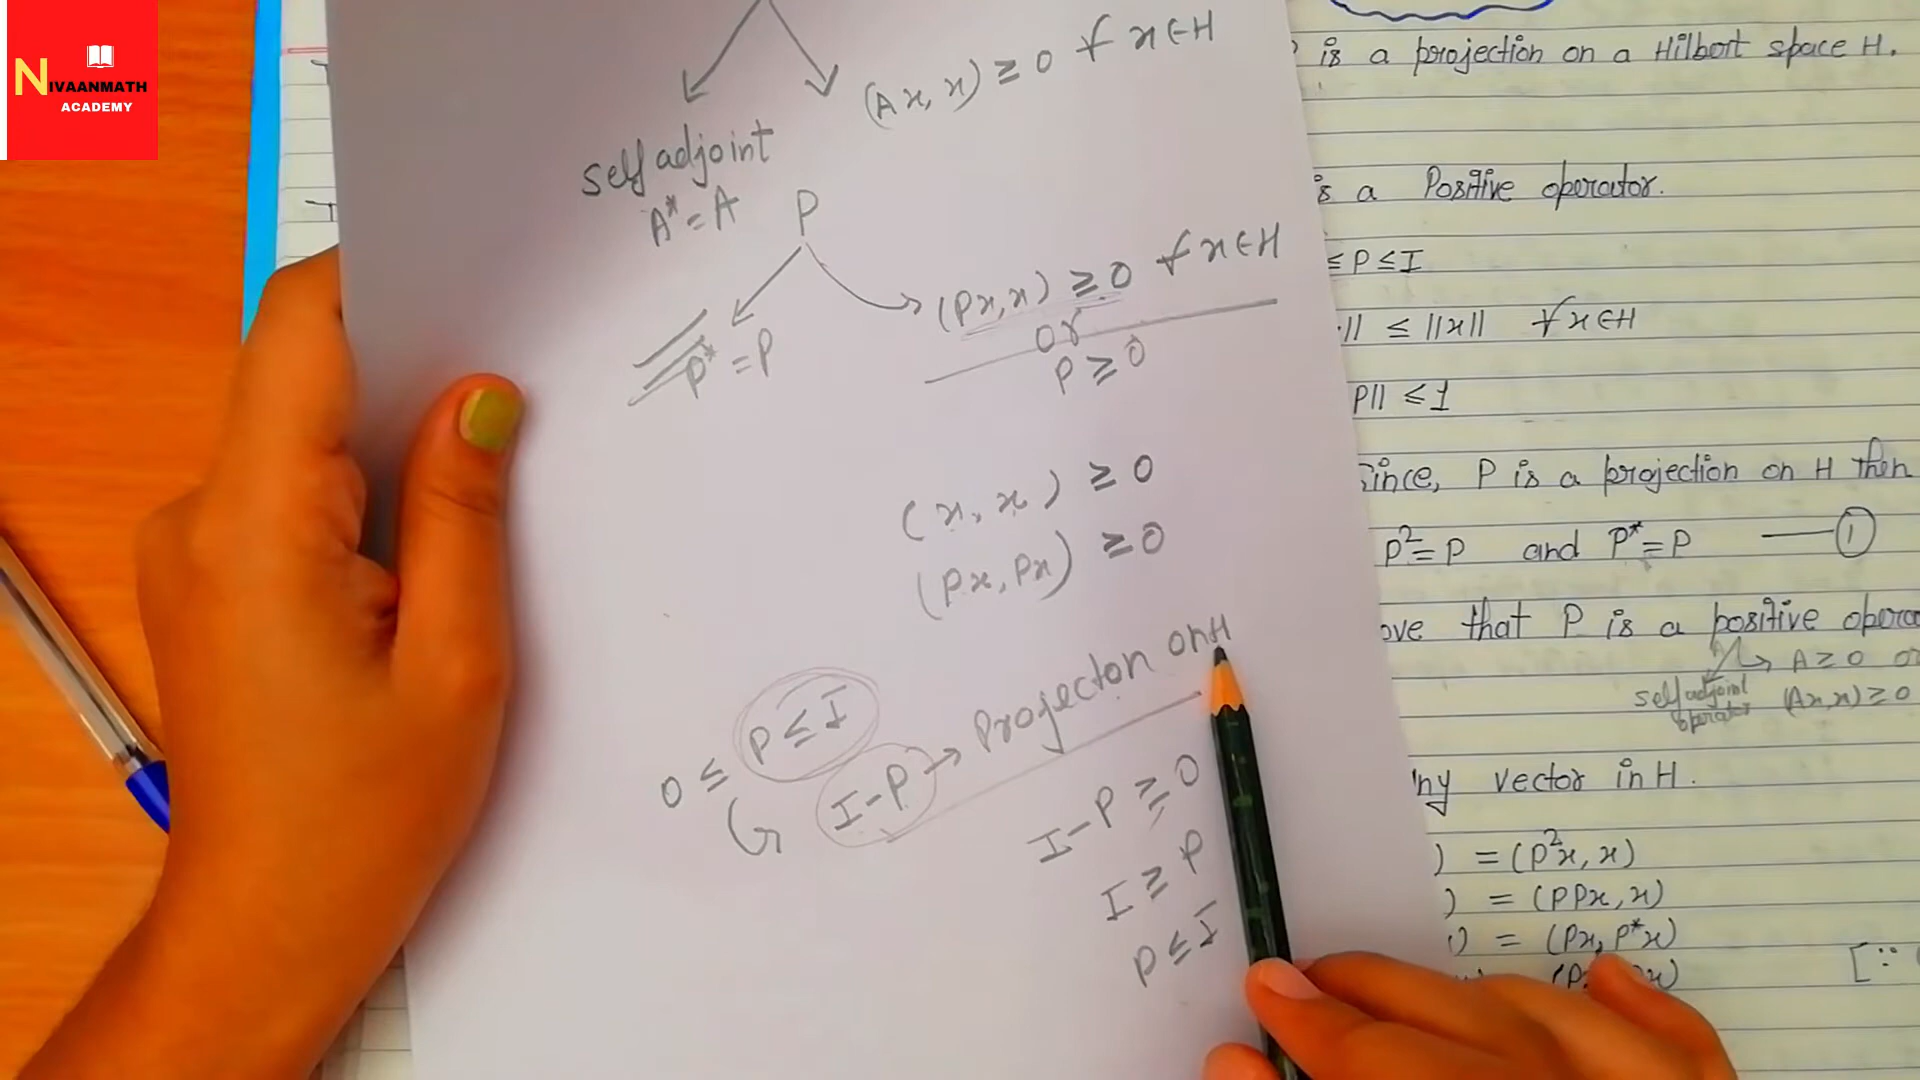 NIVAANMATH
ACADEMY
(Ax, x) ≥ 0 ∀ x∈H
self adjoint
A* = A
P
(Px, x) ≥ 0 ∀ x∈H
or
P ≥ 0
P* = P
(x, x) ≥ 0
(Px, Px) ≥ 0
0 ≤ P ≤ I
I-P → Projecton on H
I-P ≥ 0
I ≥ P
P ≤ I
is a projection on a Hilbert space H.
is a Positive operator.
≤ P ≤ I
|| ≤ ||x|| ∀ x∈H
P|| ≤ 1
Since, P is a projection on H then
P² = P and P* = P — ①
ove that P is a positive opera
→ A ≥ 0 or
self adjoint
operator (Ax, x) ≥ 0
ny vector in H.
) = (P²x, x)
) = (PPx, x)
) = (Px, P*x)
[∵